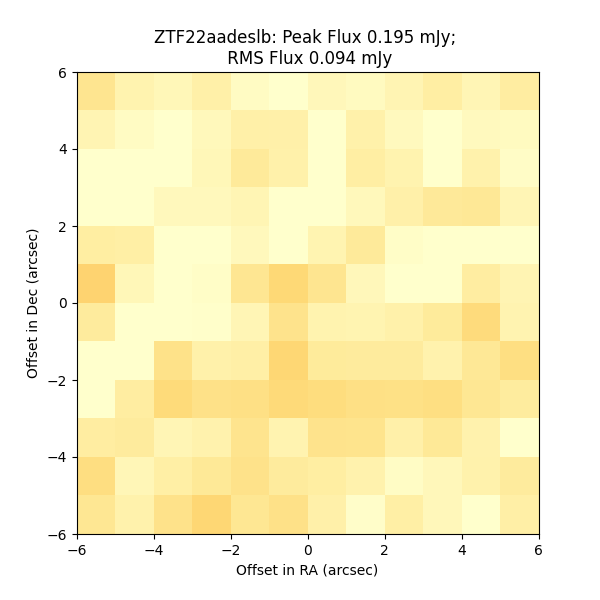 ZTF22aadeslb: Peak Flux 0.195 mJy;
RMS Flux 0.094 mJy
6
4
2
0
−2
−4
−6
Offset in Dec (arcsec)
−6 −4 −2 0 2 4 6
Offset in RA (arcsec)